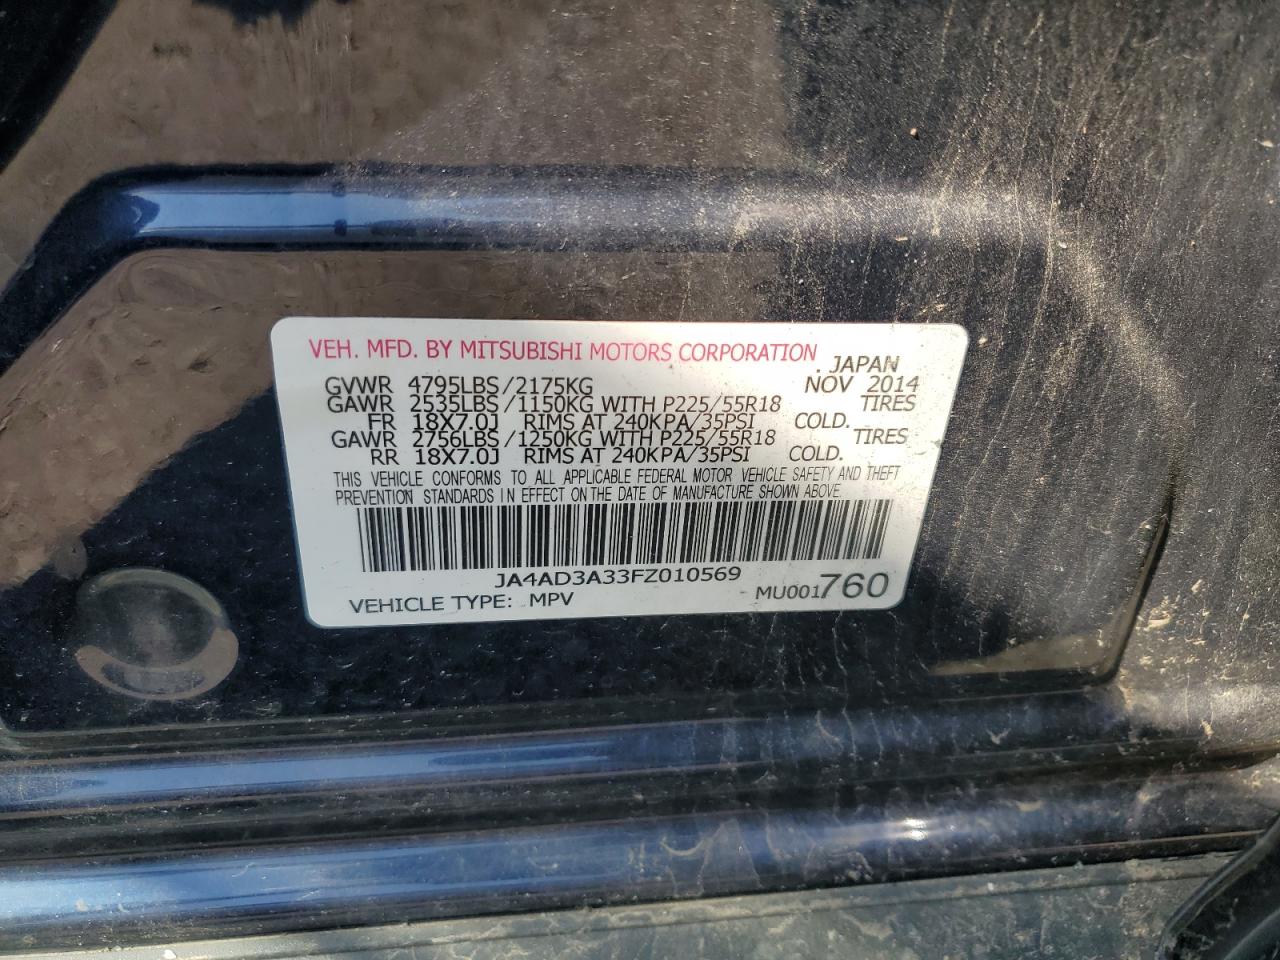 VEH. MFD. BY MITSUBISHI MOTORS CORPORATION . JAPAN
GVWR 4795LBS/2175KG NOV 2014
GAWR 2535LBS/1150KG WITH P225/55R18 TIRES
FR 18X7.0J RIMS AT 240KPA/35PSI COLD.
GAWR 2756LBS/1250KG WITH P225/55R18 TIRES
RR 18X7.0J RIMS AT 240KPA/35PSI COLD.
THIS VEHICLE CONFORMS TO ALL APPLICABLE FEDERAL MOTOR VEHICLE SAFETY AND THEFT
PREVENTION STANDARDS IN EFFECT ON THE DATE OF MANUFACTURE SHOWN ABOVE.
JA4AD3A33FZ010569
VEHICLE TYPE: MPV MU001760